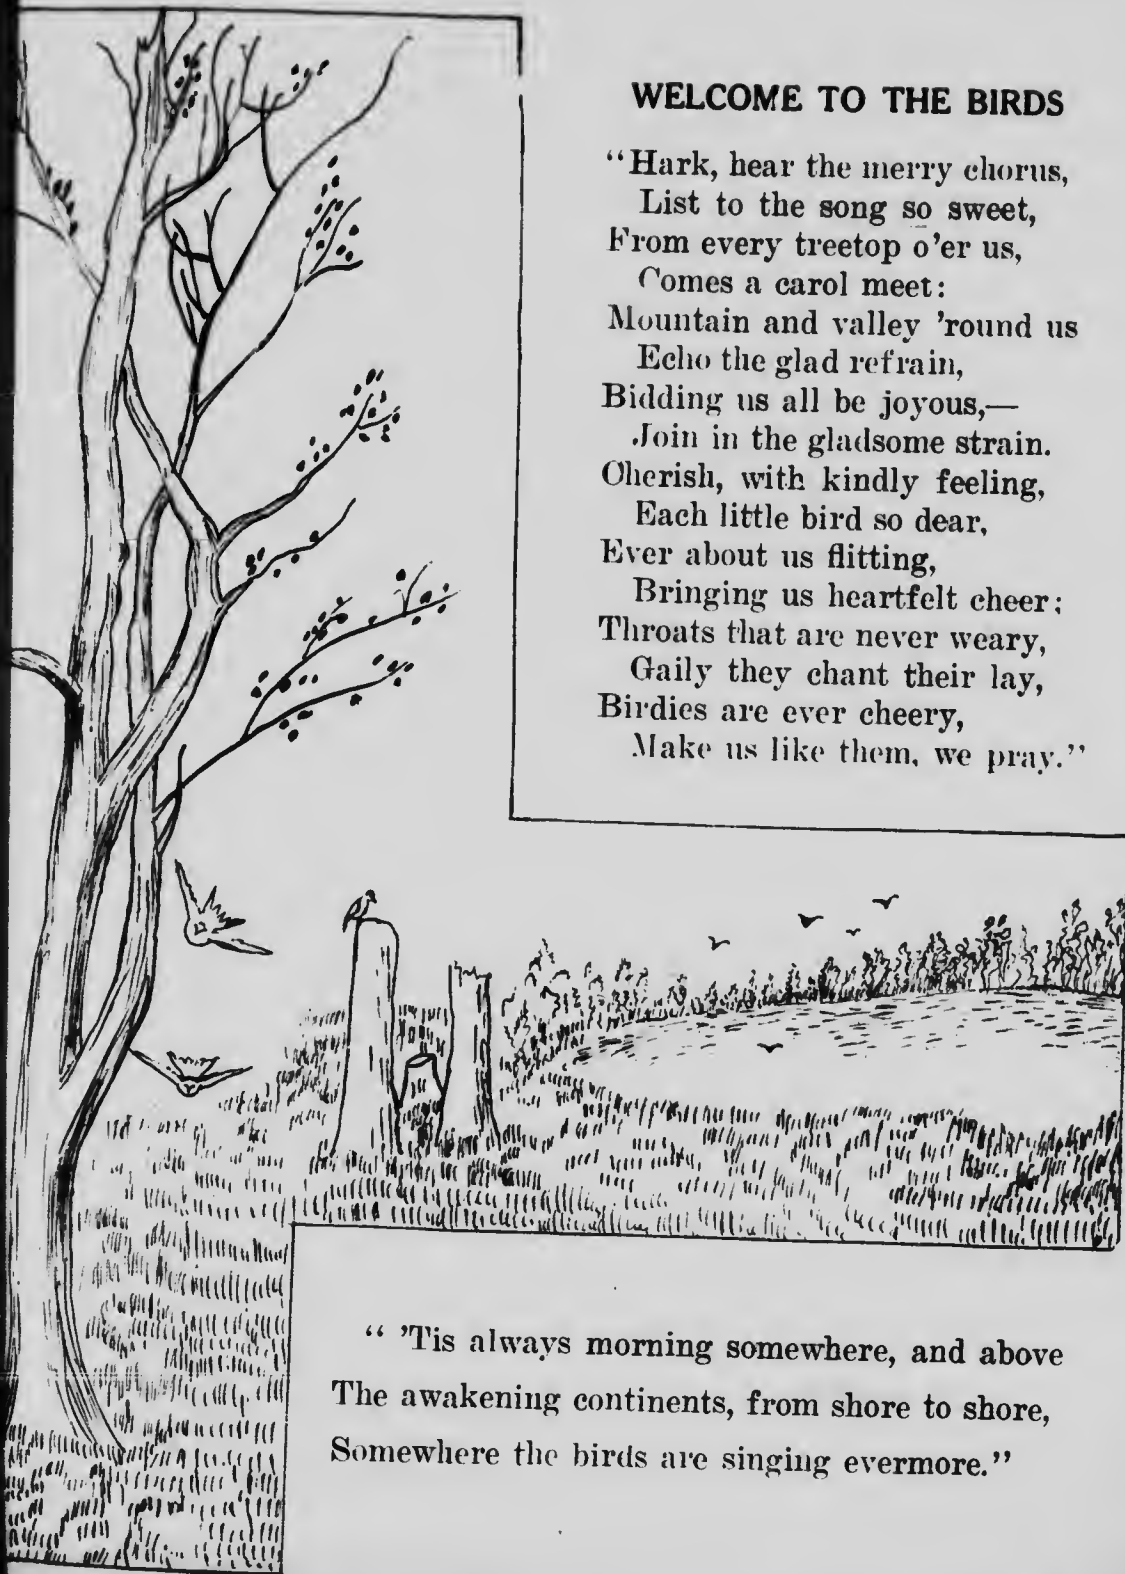 WELCOME TO THE BIRDS
“Hark, hear the merry chorus,
List to the song so sweet,
From every treetop o’er us,
Comes a carol meet:
Mountain and valley ’round us
Echo the glad refrain,
Bidding us all be joyous,—
Join in the gladsome strain.
Cherish, with kindly feeling,
Each little bird so dear,
Ever about us flitting,
Bringing us heartfelt cheer;
Throats that are never weary,
Gaily they chant their lay,
Birdies are ever cheery,
Make us like them, we pray.”
“ ’Tis always morning somewhere, and above
The awakening continents, from shore to shore,
Somewhere the birds are singing evermore.”